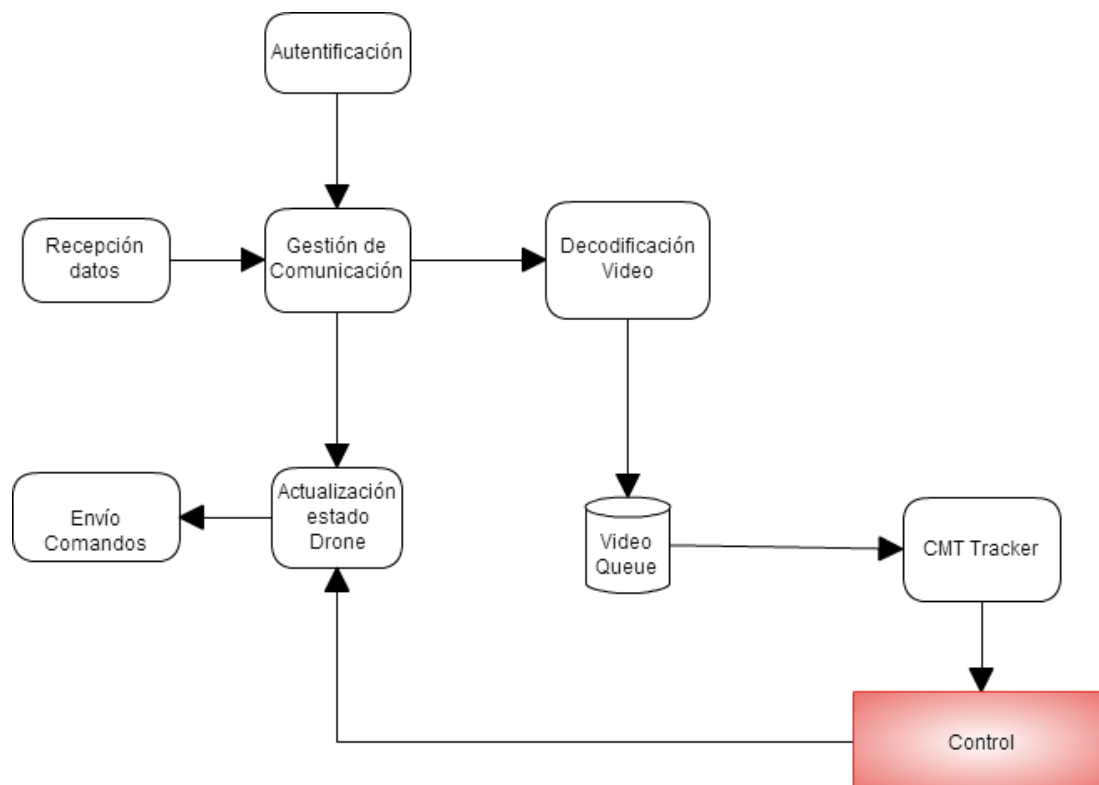 Autentificación
Recepción
datos
Gestión de
Comunicación
Decodificación
Video
Envío
Comandos
Actualización
estado
Drone
Video
Queue
CMT Tracker
Control